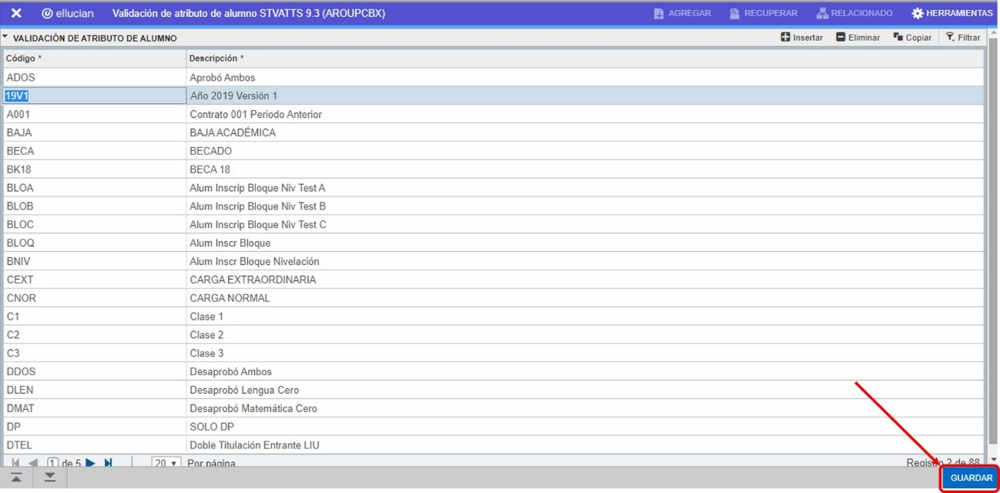 ✕ ellucian Validación de atributo de alumno STVATTS 9.3 (AROUPCBX) AGREGAR RECUPERAR RELACIONADO HERRAMIENTAS
VALIDACIÓN DE ATRIBUTO DE ALUMNO Insertar Eliminar Copiar Filtrar
Código * Descripción *
ADOS Aprobó Ambos
19V1 Año 2019 Versión 1
A001 Contrato 001 Periodo Anterior
BAJA BAJA ACADÉMICA
BECA BECADO
BK18 BECA 18
BLOA Alum Inscrip Bloque Niv Test A
BLOB Alum Inscrip Bloque Niv Test B
BLOC Alum Inscrip Bloque Niv Test C
BLOQ Alum Inscr Bloque
BNIV Alum Inscr Bloque Nivelación
CEXT CARGA EXTRAORDINARIA
CNOR CARGA NORMAL
C1 Clase 1
C2 Clase 2
C3 Clase 3
DDOS Desaprobó Ambos
DLEN Desaprobó Lengua Cero
DMAT Desaprobó Matemática Cero
DP SOLO DP
DTEL Doble Titulación Entrante LIU
1 de 5 20 Por página Registro 2 de 88
GUARDAR